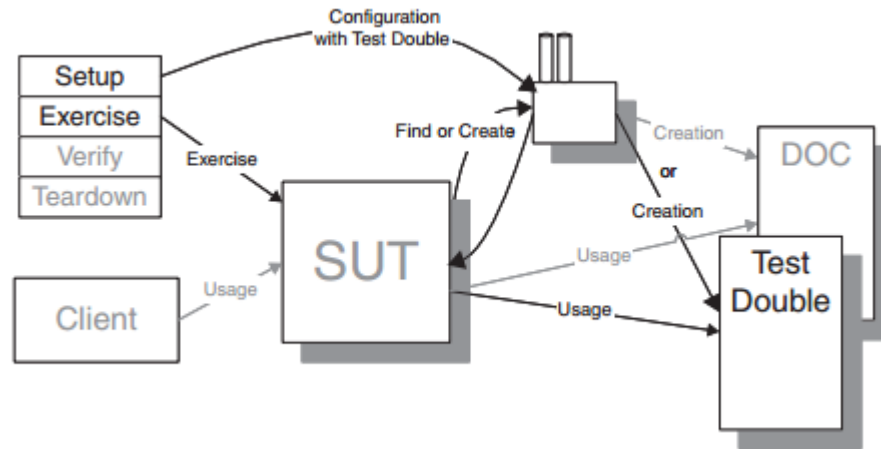 Configuration
with Test Double
Setup
Exercise
Verify
Teardown
Exercise
Find or Create
Creation
or
Creation
DOC
SUT
Usage
Test
Double
Client
Usage
Usage